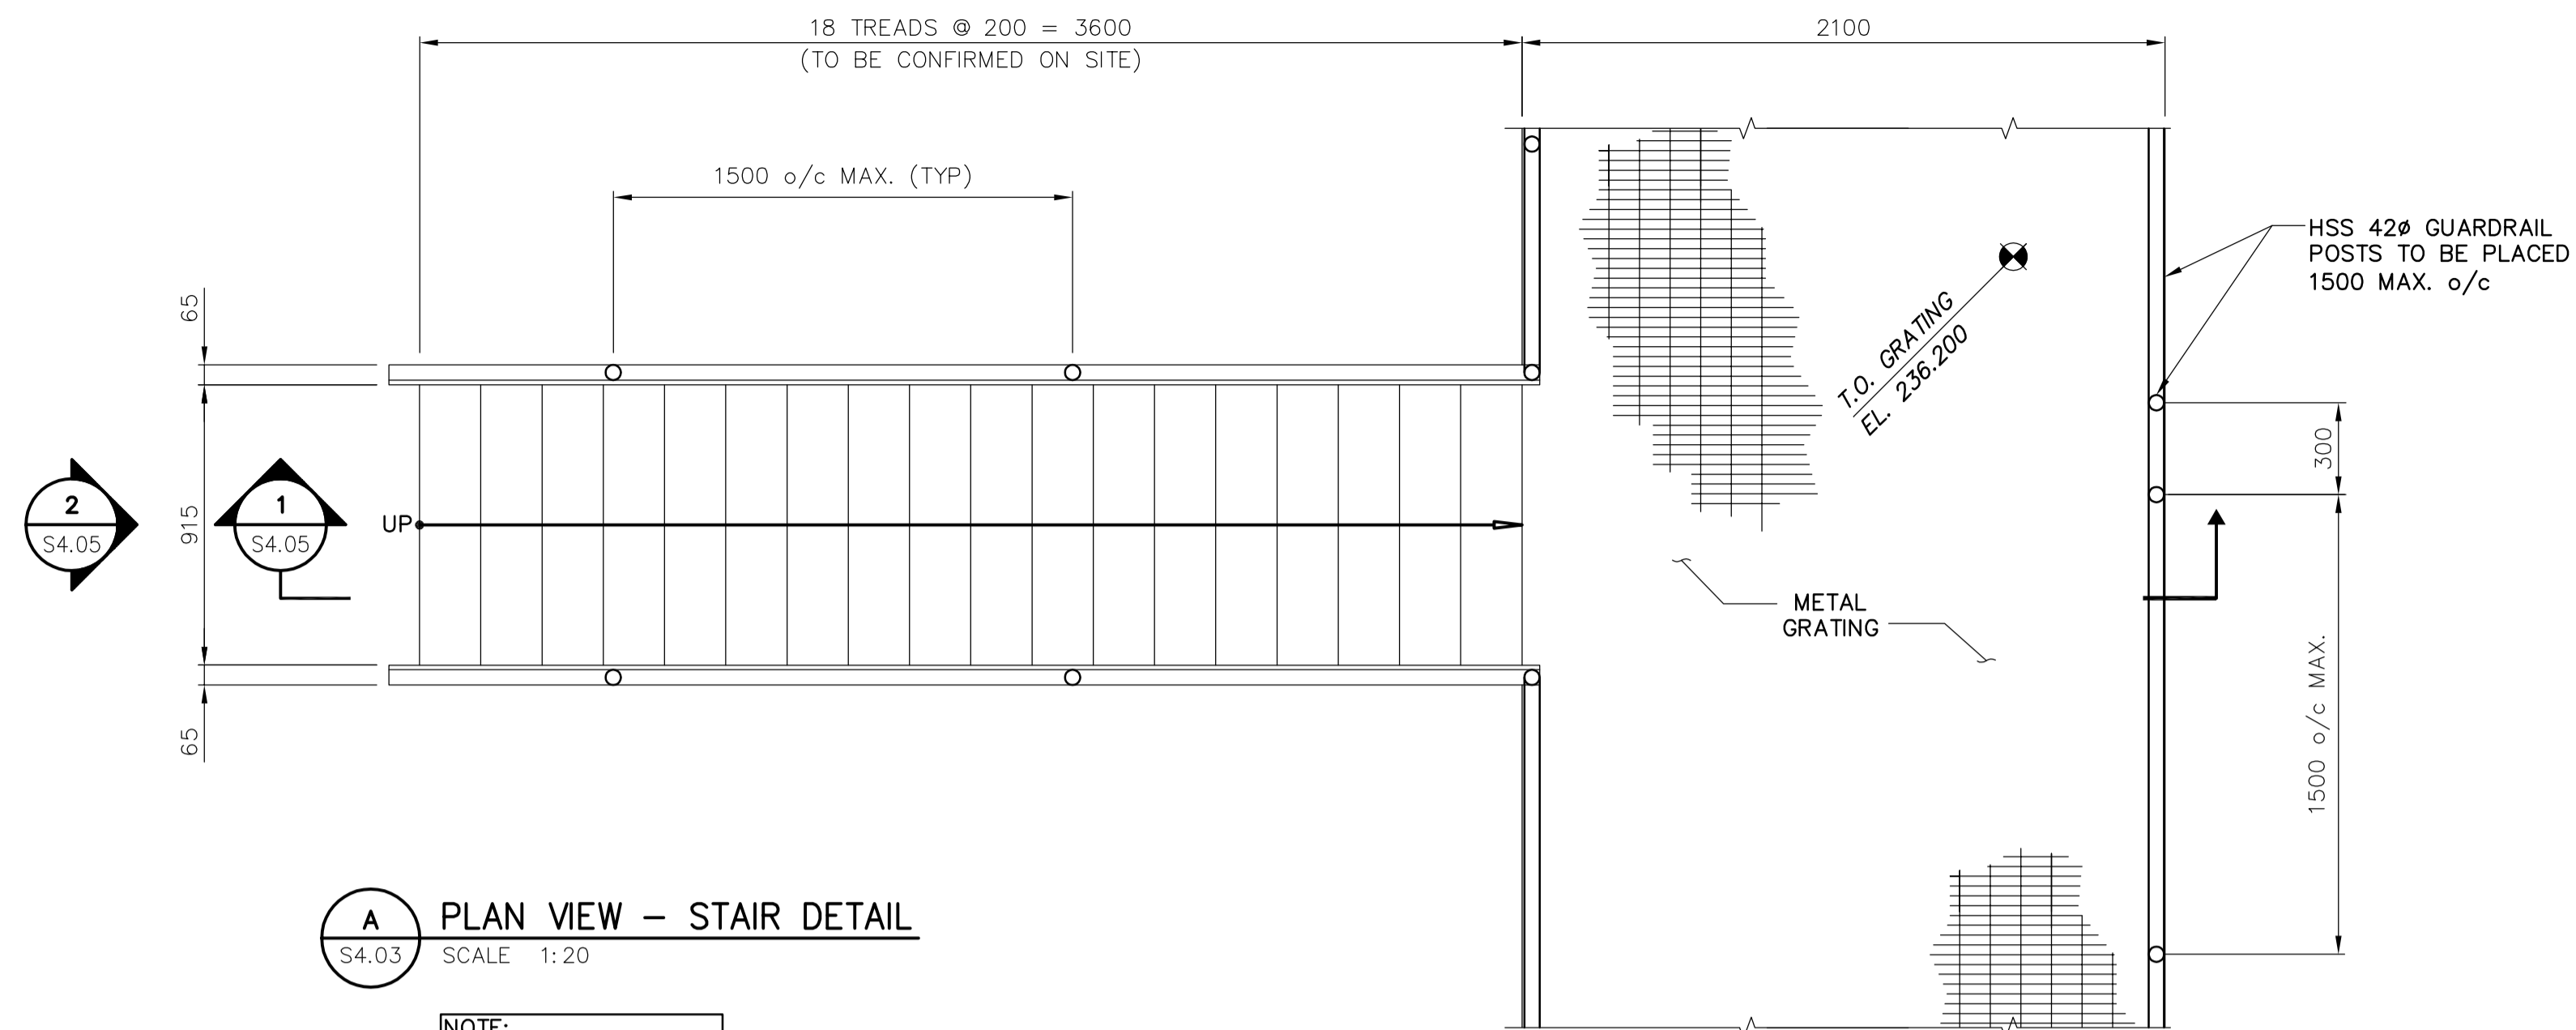 18 TREADS @ 200 = 3600
(TO BE CONFIRMED ON SITE)
2100
1500 o/c MAX. (TYP)
HSS 42ø GUARDRAIL
POSTS TO BE PLACED
1500 MAX. o/c
65
T.O. GRATING
EL. 236.200
300
2
S4.05
915
1
S4.05
UP
METAL
GRATING
1500 o/c MAX.
65
A
S4.03
PLAN VIEW – STAIR DETAIL
SCALE 1:20
NOTE: